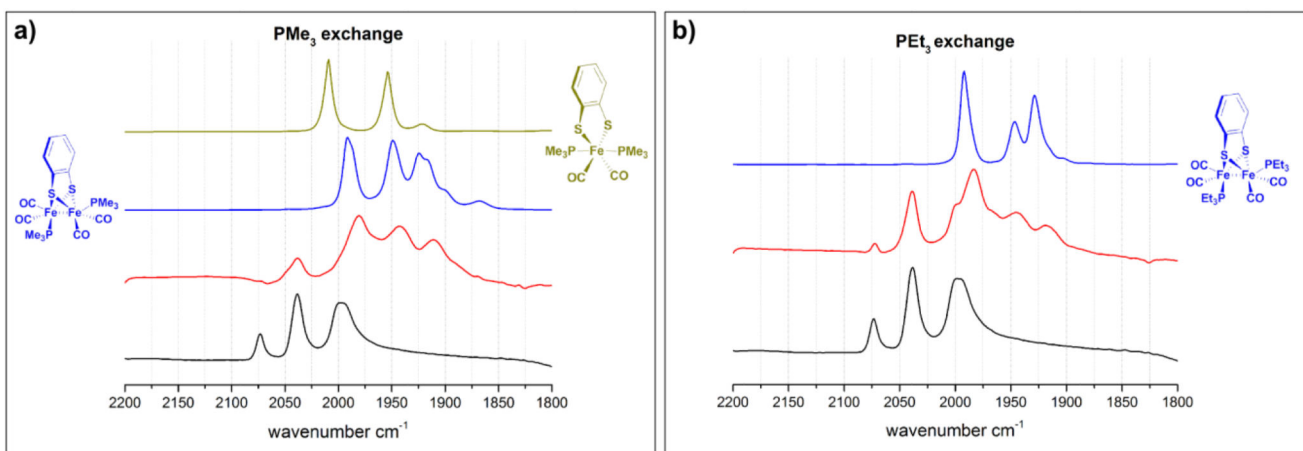 a)
PMe3 exchange
S
S
Me3P
Fe
PMe3
OC
CO
S
S
OC
PMe3
OC
Fe
Fe
CO
Me3P
CO
2200 2150 2100 2050 2000 1950 1900 1850 1800
wavenumber cm-1
b)
PEt3 exchange
S
S
OC
PEt3
OC
Fe
Fe
CO
Et3P
CO
2200 2150 2100 2050 2000 1950 1900 1850 1800
wavenumber cm-1